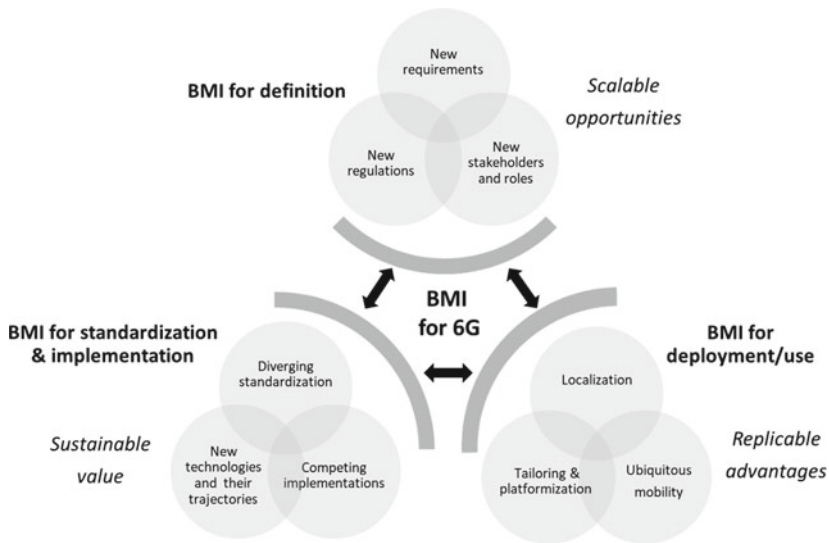 New
requirements
BMI for definition
Scalable
opportunities
New
regulations
New
stakeholders
and roles
BMI
for 6G
BMI for standardization
& implementation
Diverging
standardization
Sustainable
value
New
technologies
and their
trajectories
Competing
implementations
BMI for
deployment/use
Localization
Replicable
advantages
Tailoring &
platformization
Ubiquitous
mobility